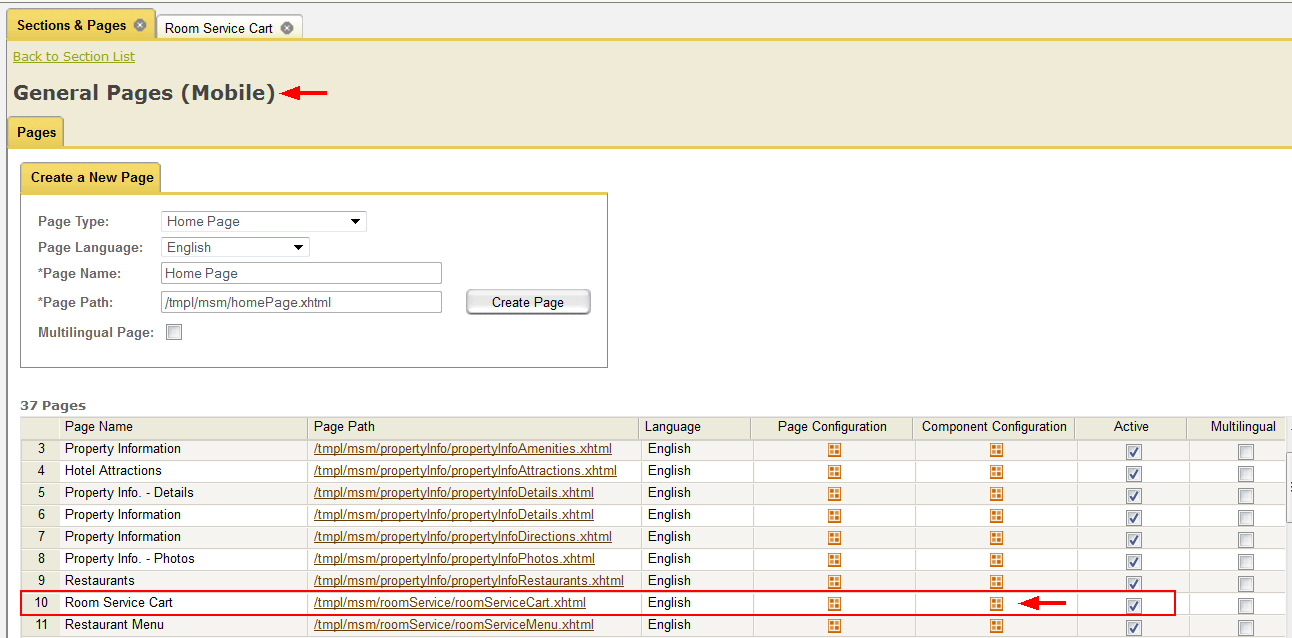 Sections & Pages Room Service Cart
Back to Section List
General Pages (Mobile)
Pages
Create a New Page
Page Type: Home Page
Page Language: English
*Page Name: Home Page
*Page Path: /tmpl/msm/homePage.xhtml Create Page
Multilingual Page:
37 Pages
Page Name Page Path Language Page Configuration Component Configuration Active Multilingual
3 Property Information /tmpl/msm/propertyInfo/propertyInfoAmenities.xhtml English
4 Hotel Attractions /tmpl/msm/propertyInfo/propertyInfoAttractions.xhtml English
5 Property Info. - Details /tmpl/msm/propertyInfo/propertyInfoDetails.xhtml English
6 Property Information /tmpl/msm/propertyInfo/propertyInfoDetails.xhtml English
7 Property Information /tmpl/msm/propertyInfo/propertyInfoDirections.xhtml English
8 Property Info. - Photos /tmpl/msm/propertyInfo/propertyInfoPhotos.xhtml English
9 Restaurants /tmpl/msm/propertyInfo/propertyInfoRestaurants.xhtml English
10 Room Service Cart /tmpl/msm/roomService/roomServiceCart.xhtml English
11 Restaurant Menu /tmpl/msm/roomService/roomServiceMenu.xhtml English